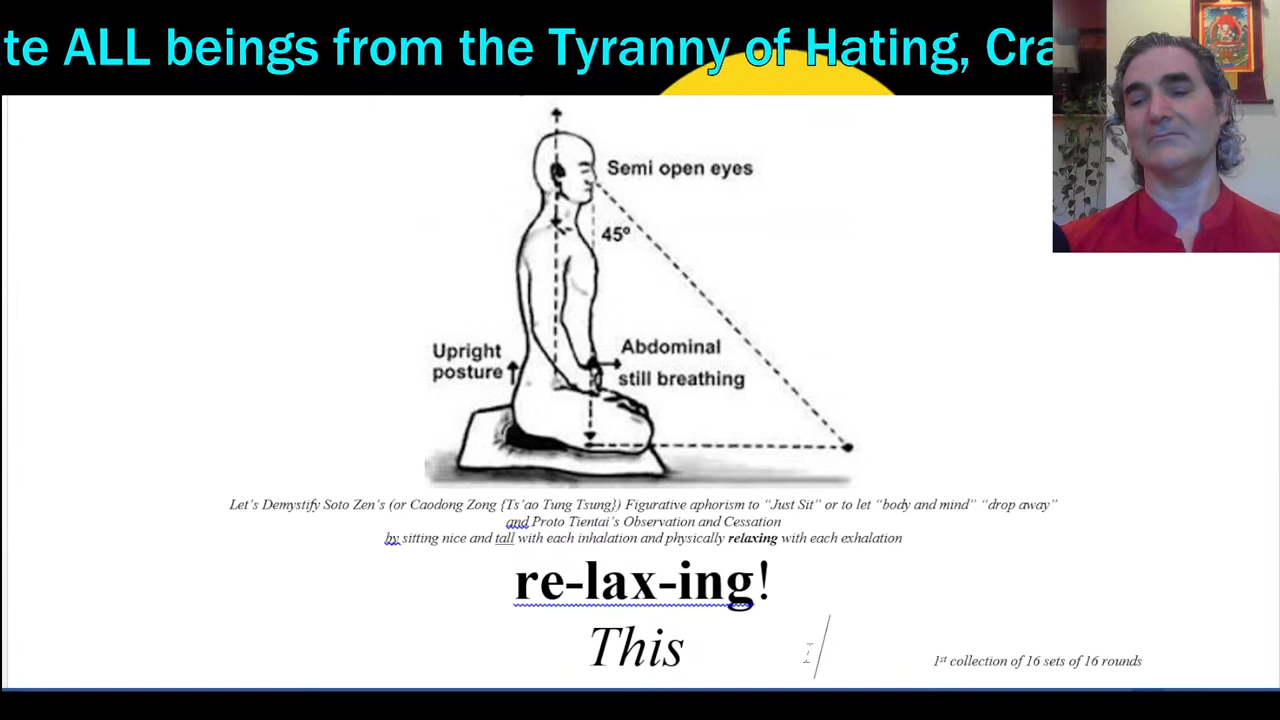 te ALL beings from the Tyranny of Hating, Cra
Semi open eyes
45º
Upright
posture
Abdominal
still breathing
Let’s Demystify Soto Zen’s (or Caodong Zong {Ts’ao Tung Tsung}) Figurative aphorism to “Just Sit” or to let “body and mind” “drop away”
and Proto Tientai’s Observation and Cessation
by sitting nice and tall with each inhalation and physically relaxing with each exhalation
re-lax-ing!
This
1st collection of 16 sets of 16 rounds